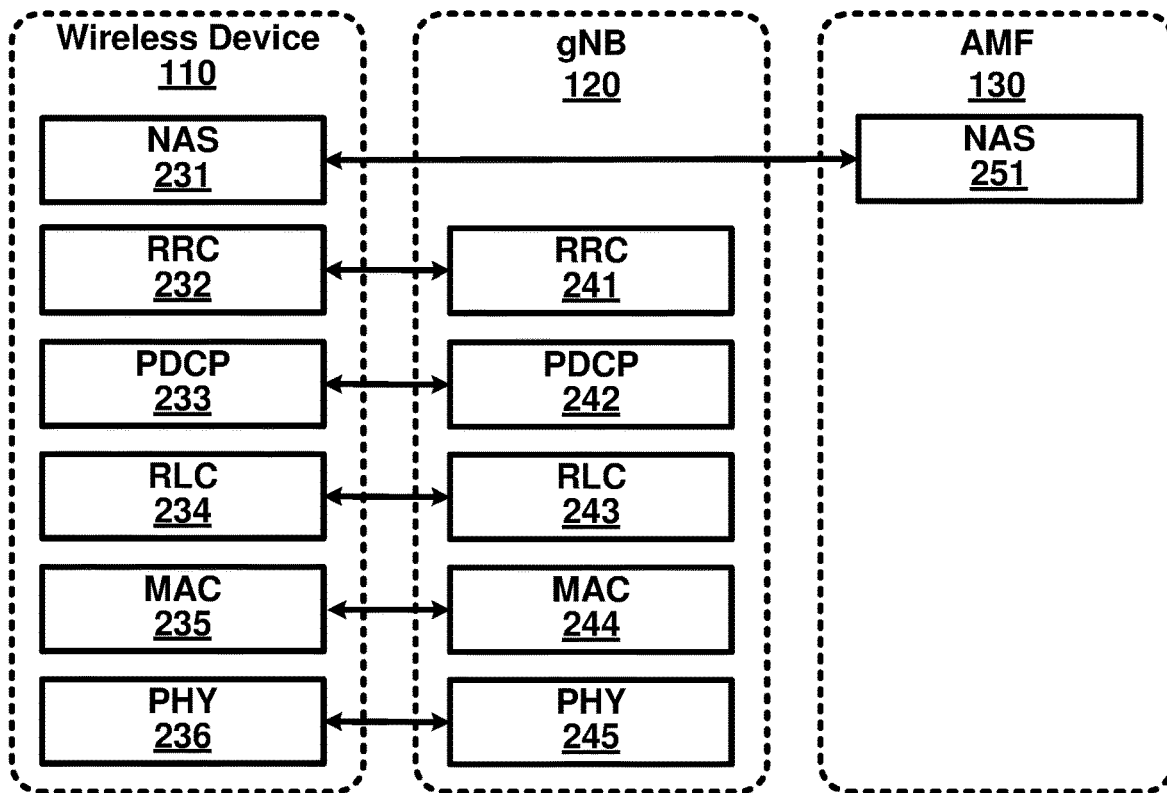 Wireless Device
110
NAS
231
RRC
232
PDCP
233
RLC
234
MAC
235
PHY
236
gNB
120
RRC
241
PDCP
242
RLC
243
MAC
244
PHY
245
AMF
130
NAS
251